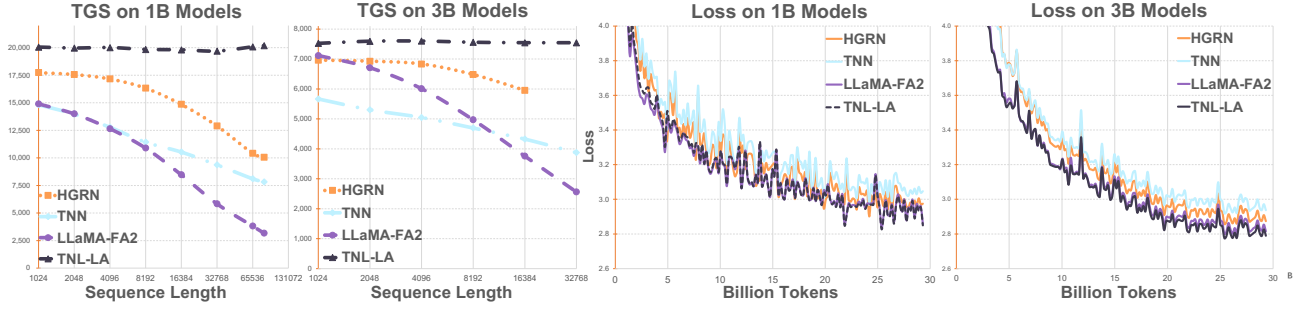 TGS on 1B Models
20,000
17,500
15,000
12,500
10,000
7,500
5,000
2,500
0
HGRN
TNN
LLaMA-FA2
TNL-LA
1024 2048 4096 8192 16384 32768 65536 131072
Sequence Length
TGS on 3B Models
8,000
7,000
6,000
5,000
4,000
3,000
2,000
1,000
0
HGRN
TNN
LLaMA-FA2
TNL-LA
1024 2048 4096 8192 16384 32768
Sequence Length
Loss on 1B Models
4.0
3.8
3.6
3.4
3.2
3.0
2.8
2.6
Loss
HGRN
TNN
LLaMA-FA2
TNL-LA
0 5 10 15 20 25 30
Billion Tokens
Loss on 3B Models
4.0
3.8
3.6
3.4
3.2
3.0
2.8
2.6
HGRN
TNN
LLaMA-FA2
TNL-LA
0 5 10 15 20 25 30
B
Billion Tokens